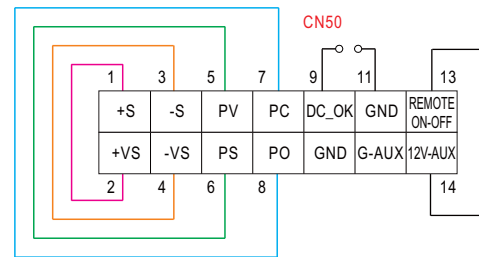 CN50
1 3 5 7 9 11 13
+S -S PV PC DC_OK GND REMOTE
ON-OFF
+VS -VS PS PO GND G-AUX 12V-AUX
2 4 6 8 14